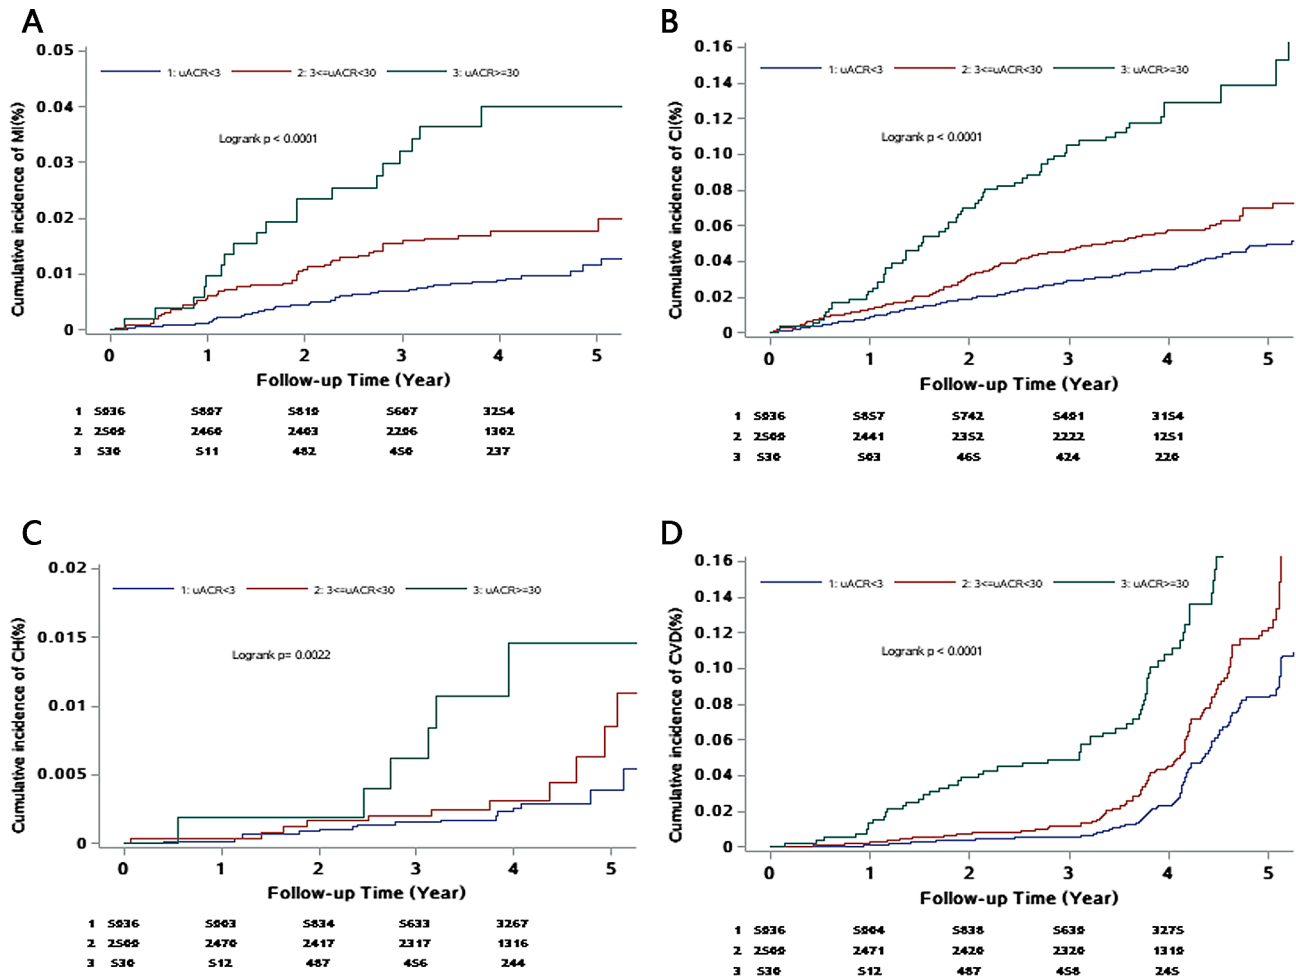 A
Cumulative incidence of MI(%)
0.05
0.04
0.03
0.02
0.01
0
1: uACR<3 2: 3<=uACR<30 3: uACR>=30
Logrank p < 0.0001
0 1 2 3 4 5
Follow-up Time (Year)
1 5936 5897 5819 5607 3254
2 2509 2460 2403 2296 1302
3 530 511 482 450 237
B
Cumulative incidence of CI(%)
0.16
0.14
0.12
0.10
0.08
0.06
0.04
0.02
0
1: uACR<3 2: 3<=uACR<30 3: uACR>=30
Logrank p < 0.0001
0 1 2 3 4 5
Follow-up Time (Year)
1 5936 5857 5742 5491 3154
2 2509 2441 2352 2222 1251
3 530 503 465 424 220
C
Cumulative incidence of CH(%)
0.02
0.015
0.01
0.005
0
1: uACR<3 2: 3<=uACR<30 3: uACR>=30
Logrank p= 0.0022
0 1 2 3 4 5
Follow-up Time (Year)
1 5936 5903 5834 5633 3267
2 2509 2470 2417 2317 1316
3 530 512 487 456 244
D
Cumulative incidence of CVD(%)
0.16
0.14
0.12
0.10
0.08
0.06
0.04
0.02
0
1: uACR<3 2: 3<=uACR<30 3: uACR>=30
Logrank p < 0.0001
0 1 2 3 4 5
Follow-up Time (Year)
1 5936 5904 5838 5639 3275
2 2509 2471 2420 2320 1319
3 530 512 487 458 245